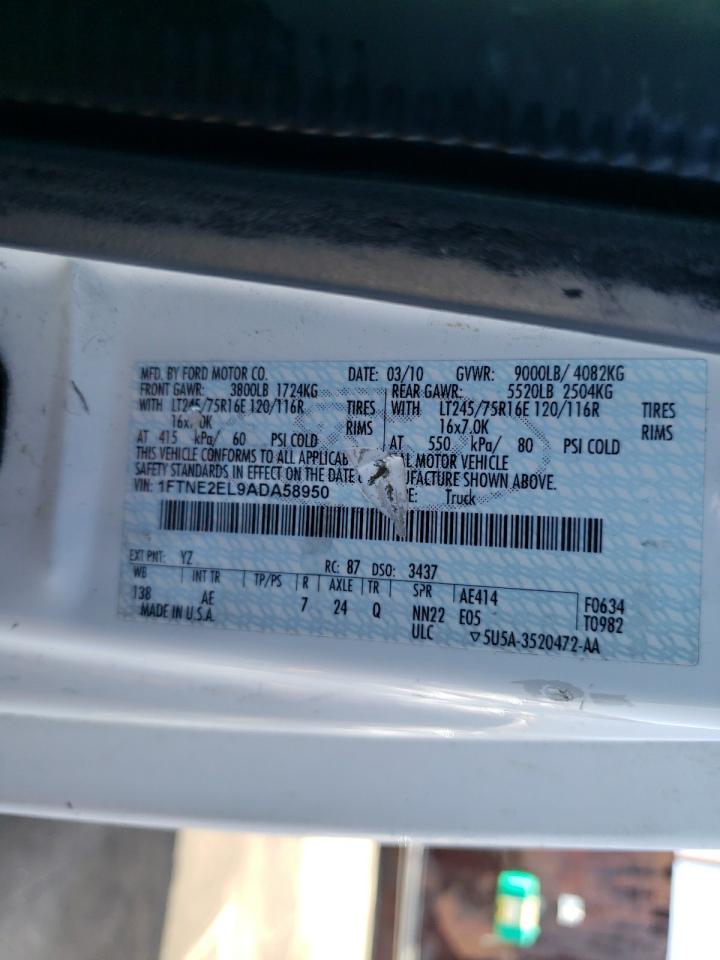 MFD. BY FORD MOTOR CO. DATE: 03/10 GVWR: 9000LB/ 4082KG
FRONT GAWR: 3800LB 1724KG REAR GAWR: 5520LB 2504KG
WITH LT245/75R16E 120/116R TIRES WITH LT245/75R16E 120/116R TIRES
16x7.0K RIMS 16x7.0K RIMS
AT 415 kPa/ 60 PSI COLD AT 550 kPa/ 80 PSI COLD
THIS VEHICLE CONFORMS TO ALL MOTOR VEHICLE
SAFETY STANDARDS IN EFFECT ON THE DATE SHOWN ABOVE.
VIN: 1FTNE2EL9ADA58950 Truck
EXT PNT: YZ RC: 87 DSO: 3437
WB INT TR TP/PS R AXLE TR SPR AE414 F0634
138 AE 7 24 Q NN22 E05 T0982
MADE IN U.S.A. ULC ▽5U5A-3520472-AA